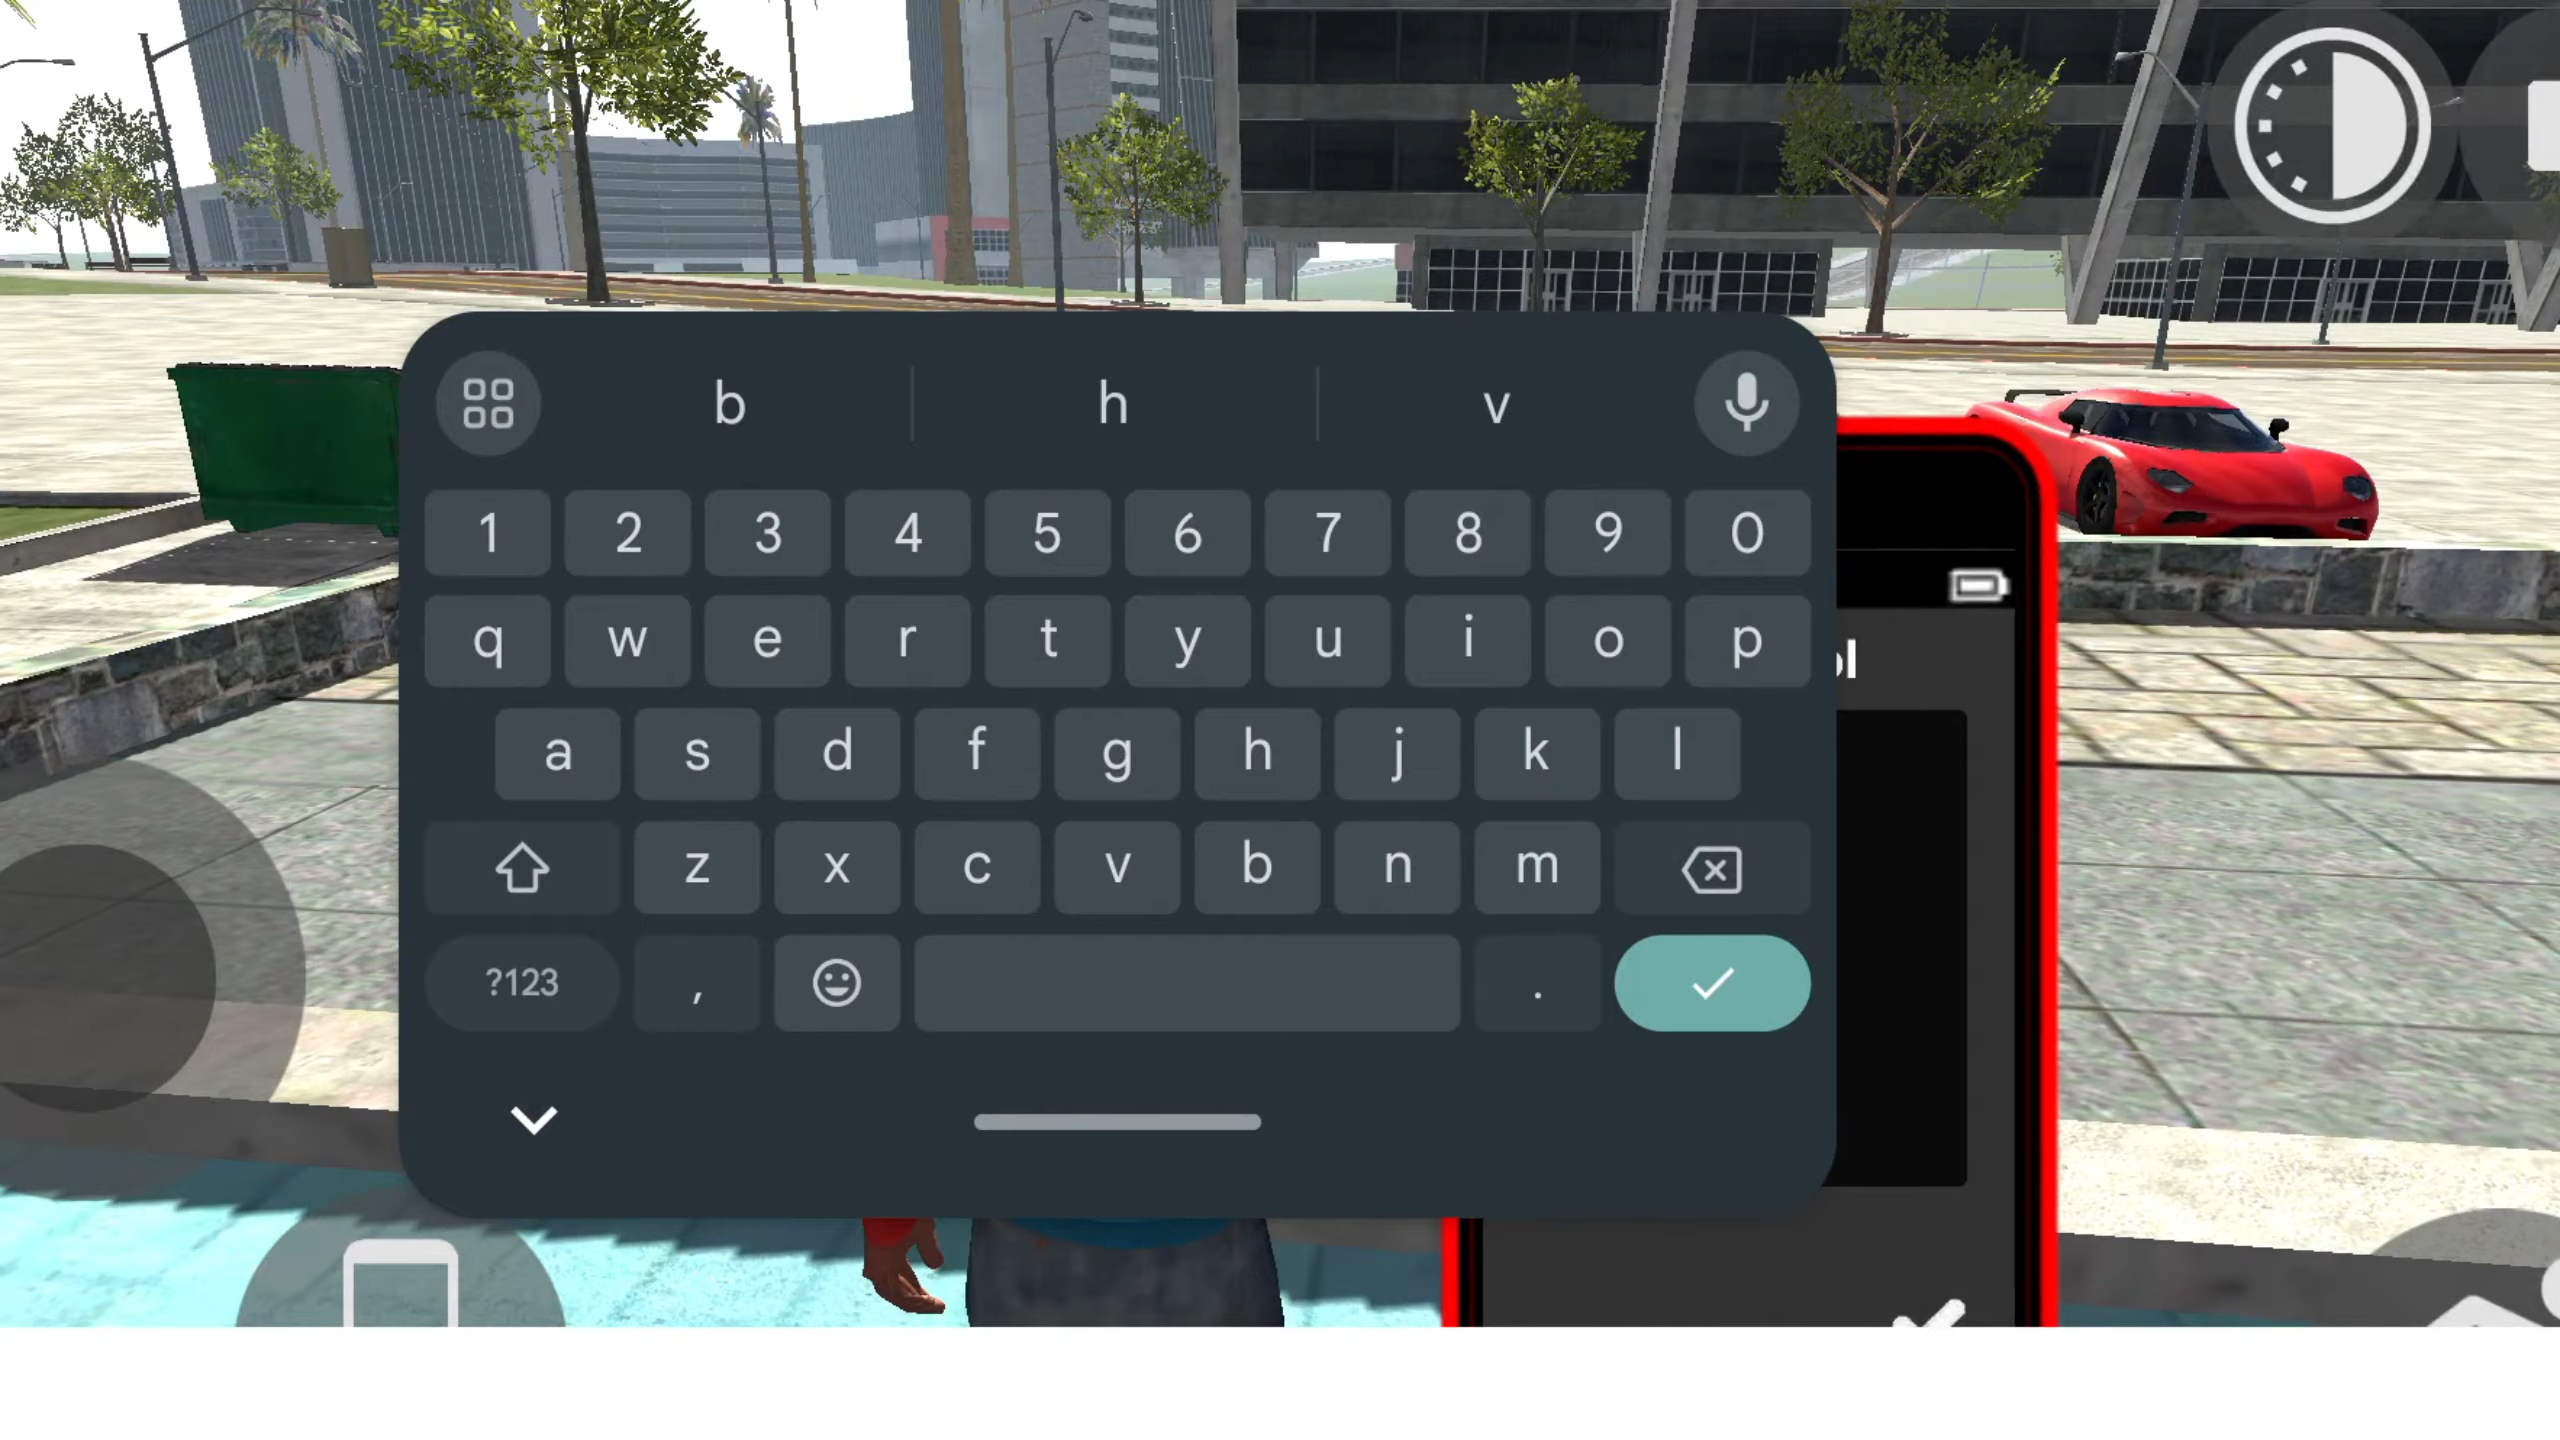 b h v
1 2 3 4 5 6 7 8 9 0
q w e r t y u i o p
a s d f g h j k l
z x c v b n m
?123 , .